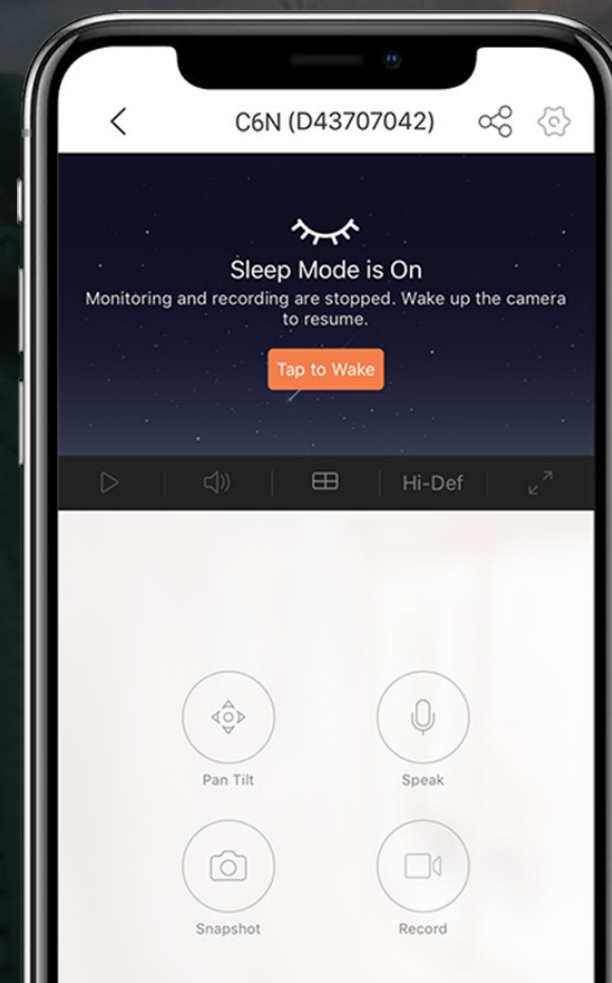 C6N (D43707042)
Sleep Mode is On
Monitoring and recording are stopped. Wake up the camera
to resume.
Tap to Wake
Hi-Def
Pan Tilt
Speak
Snapshot
Record